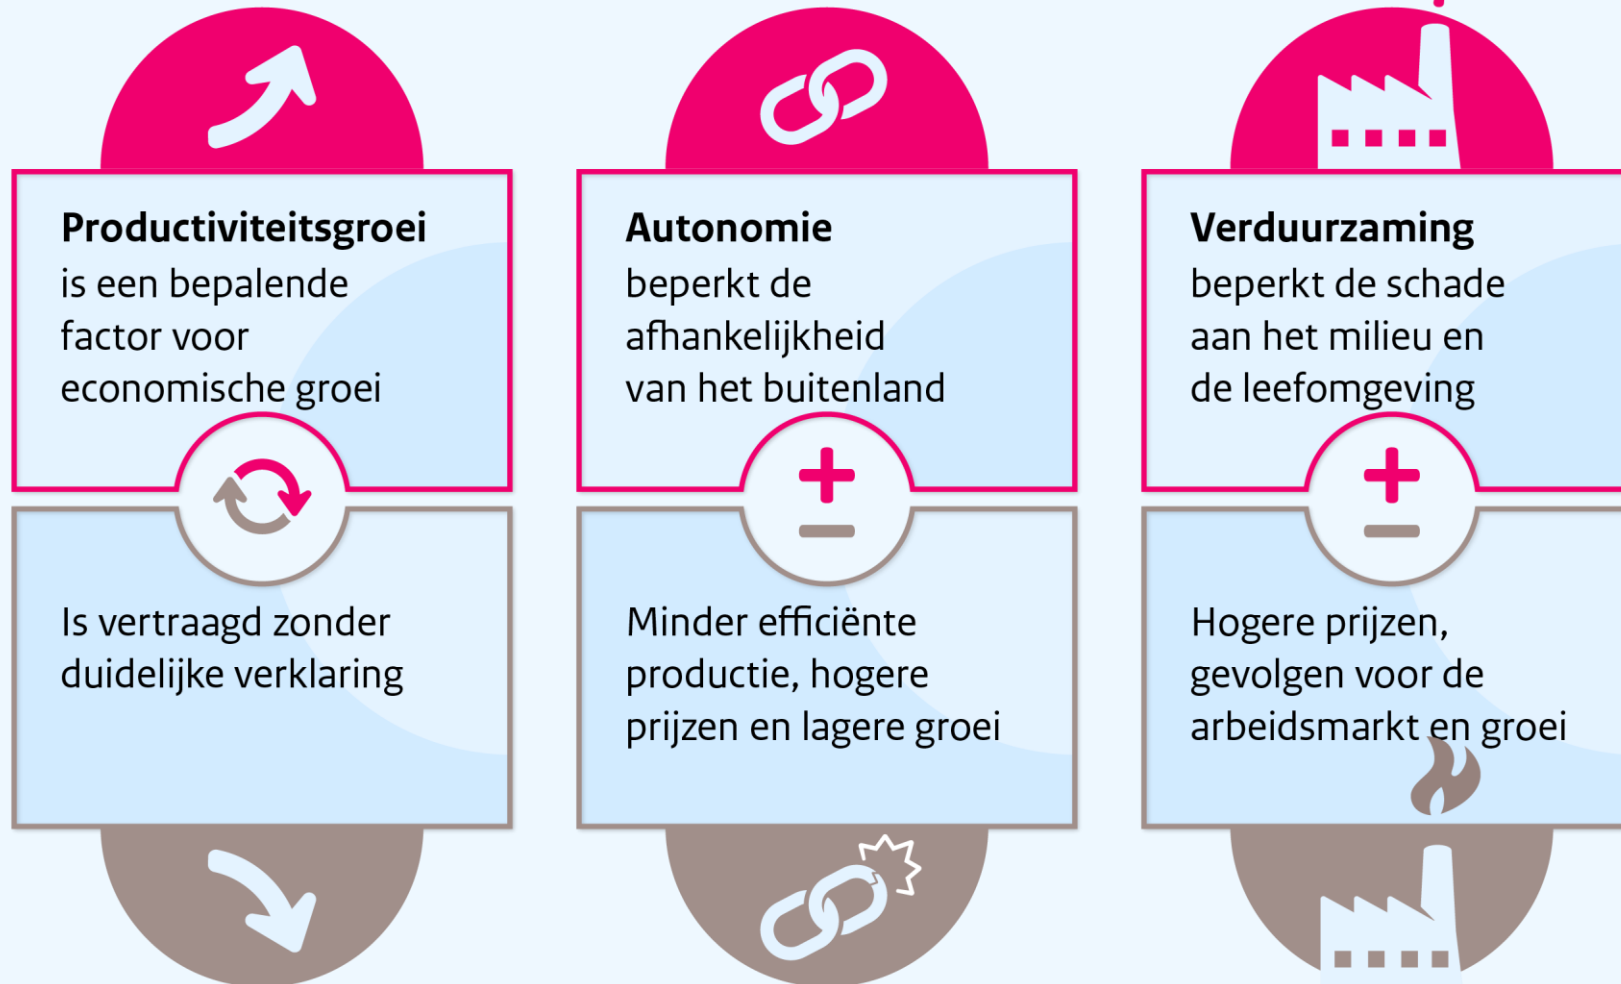 Productiviteitsgroei
is een bepalende
factor voor
economische groei
Is vertraagd zonder
duidelijke verklaring
Autonomie
beperkt de
afhankelijkheid
van het buitenland
Minder efficiënte
productie, hogere
prijzen en lagere groei
Verduurzaming
beperkt de schade
aan het milieu en
de leefomgeving
Hogere prijzen,
gevolgen voor de
arbeidsmarkt en groei